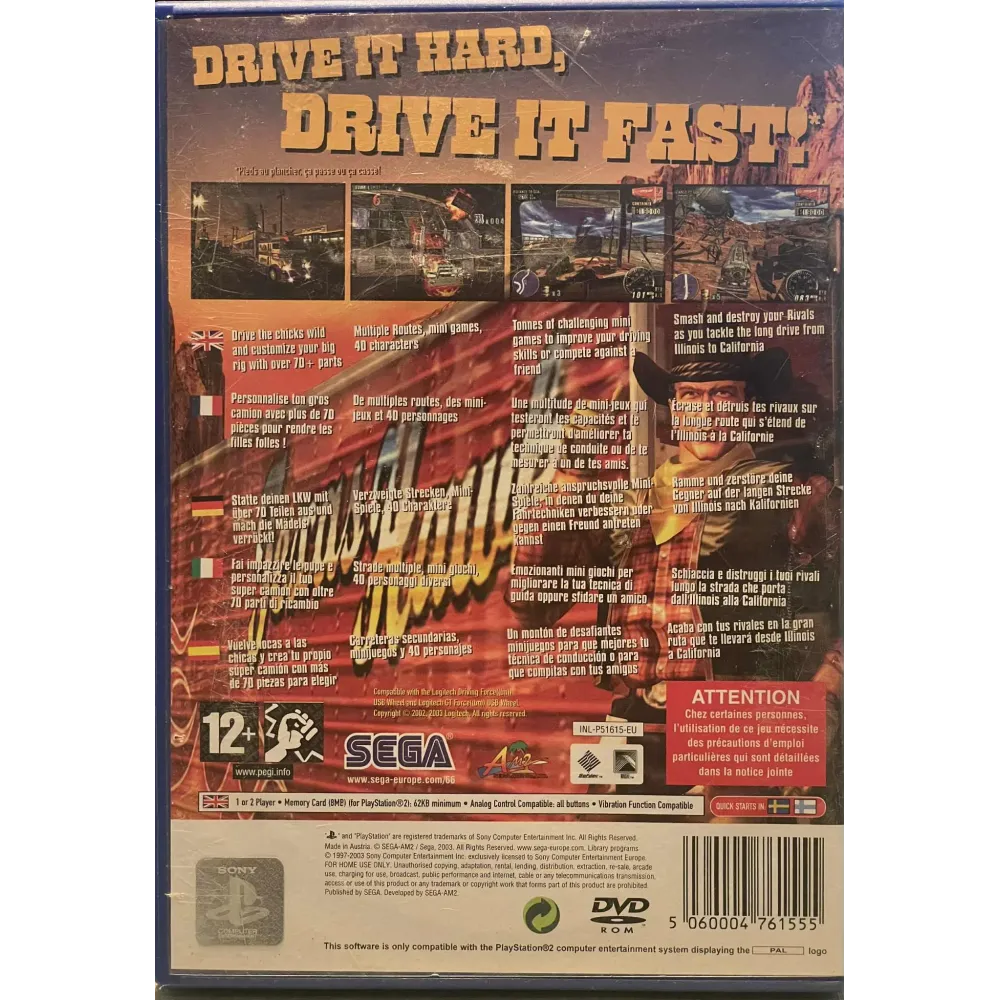 DRIVE IT HARD,
DRIVE IT FAST!*
*Pieds au plancher, ça passe ou ça casse!
Drive the chicks wild
and customize your big
rig with over 70+ parts
Multiple Routes, mini games,
40 characters
Tonnes of challenging mini
games to improve your driving
skills or compete against a
friend
Smash and destroy your Rivals
as you tackle the long drive from
Illinois to California
Personnalise ton gros
camion avec plus de 70
pièces pour rendre les
filles folles !
De multiples routes, des mini-
jeux et 40 personnages
Une multitude de mini-jeux qui
testeront tes capacités et te
permettront d'améliorer ta
technique de conduite ou de te
mesurer à un de tes amis.
Écrase et détruis tes rivaux sur
la longue route qui s'étend de
l'Illinois à la Californie
Statte deinen LKW mit
über 70 Teilen aus und
mach die Mädels
verrückt!
Verzweigte Strecken, Mini-
Spiele, 40 Charaktere
Zahlreiche anspruchsvolle Mini-
Spiele, in denen du deine
Fahrtechniken verbessern oder
gegen einen Freund antreten
kannst
Ramme und zerstöre deine
Gegner auf der langen Strecke
von Illinois nach Kalifornien
Fai impazzire le pupe e
personalizza il tuo
super camion con oltre
70 parti di ricambio
Strade multiple, mini giochi,
40 personaggi diversi
Emozionanti mini giochi per
migliorare la tua tecnica di
guida oppure sfidare un amico
Schiaccia e distruggi i tuoi rivali
lungo la strada che porta
dall'Illinois alla California
Vuelve locas a las
chicas y crea tu propio
súper camión con más
de 70 piezas para elegir
Carreteras secundarias,
minijuegos y 40 personajes
Un montón de desafiantes
minijuegos para que mejores tu
técnica de conducción o para
que compitas con tus amigos
Acaba con tus rivales en la gran
ruta que te llevará desde Illinois
a California
Compatible with the Logitech Driving Force(tm)
USB Wheel and Logitech GT Force(tm) USB Wheel.
Copyright © 2002, 2003 Logitech. All rights reserved.
ATTENTION
Chez certaines personnes,
l'utilisation de ce jeu nécessite
des précautions d'emploi
particulières qui sont détaillées
dans la notice jointe
12+
www.pegi.info
SEGA
www.sega-europe.com/66
INL-P51615-EU
1 or 2 Player • Memory Card (8MB) (for PlayStation®2): 62KB minimum • Analog Control Compatible: all buttons • Vibration Function Compatible
QUICK STARTS IN
"PS" and "PlayStation" are registered trademarks of Sony Computer Entertainment Inc. All Rights Reserved.
Made in Austria. © SEGA-AM2 / Sega, 2003. All Rights Reserved. www.sega-europe.com. Library programs
© 1997-2003 Sony Computer Entertainment Inc. exclusively licensed to Sony Computer Entertainment Europe.
FOR HOME USE ONLY. Unauthorised copying, adaptation, rental, lending, distribution, extraction, re-sale, arcade
use, charging for use, broadcast, public performance and internet, cable or any telecommunications transmission,
access or use of this product or any trademark or copyright work that forms part of this product are prohibited.
Published by SEGA. Developed by SEGA-AM2.
SONY
COMPUTER
ENTERTAINMENT
DVD
ROM
5 060004 761555
This software is only compatible with the PlayStation®2 computer entertainment system displaying the PAL logo